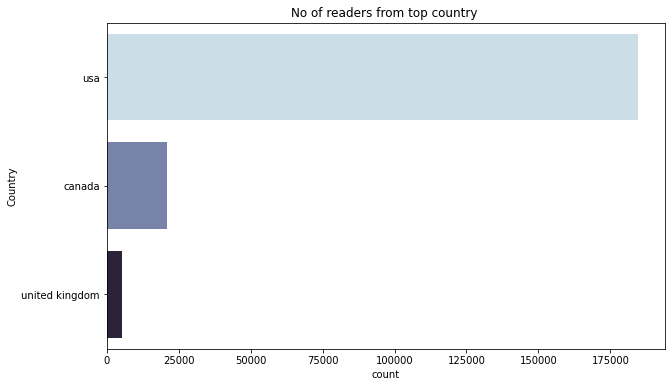 No of readers from top country
usa
canada
united kingdom
Country
0 25000 50000 75000 100000 125000 150000 175000
count